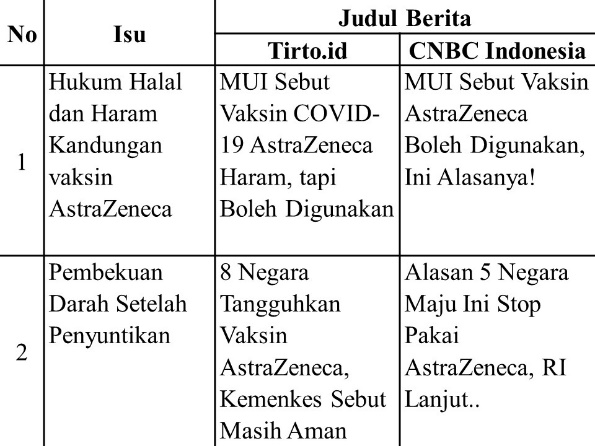 No
Isu
Judul Berita
Tirto.id
CNBC Indonesia
1
Hukum Halal
dan Haram
Kandungan
vaksin
AstraZeneca
MUI Sebut
Vaksin COVID-
19 AstraZeneca
Haram, tapi
Boleh Digunakan
MUI Sebut Vaksin
AstraZeneca
Boleh Digunakan,
Ini Alasanya!
2
Pembekuan
Darah Setelah
Penyuntikan
8 Negara
Tangguhkan
Vaksin
AstraZeneca,
Kemenkes Sebut
Masih Aman
Alasan 5 Negara
Maju Ini Stop
Pakai
AstraZeneca, RI
Lanjut..